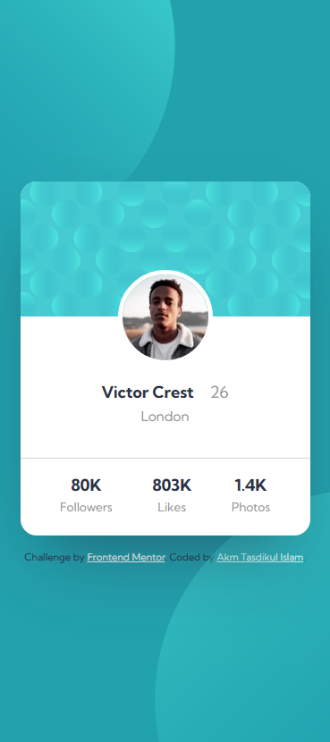 Victor Crest 26
London
80K 803K 1.4K
Followers Likes Photos
Challenge by Frontend Mentor Coded by Akm Tasdikul Islam